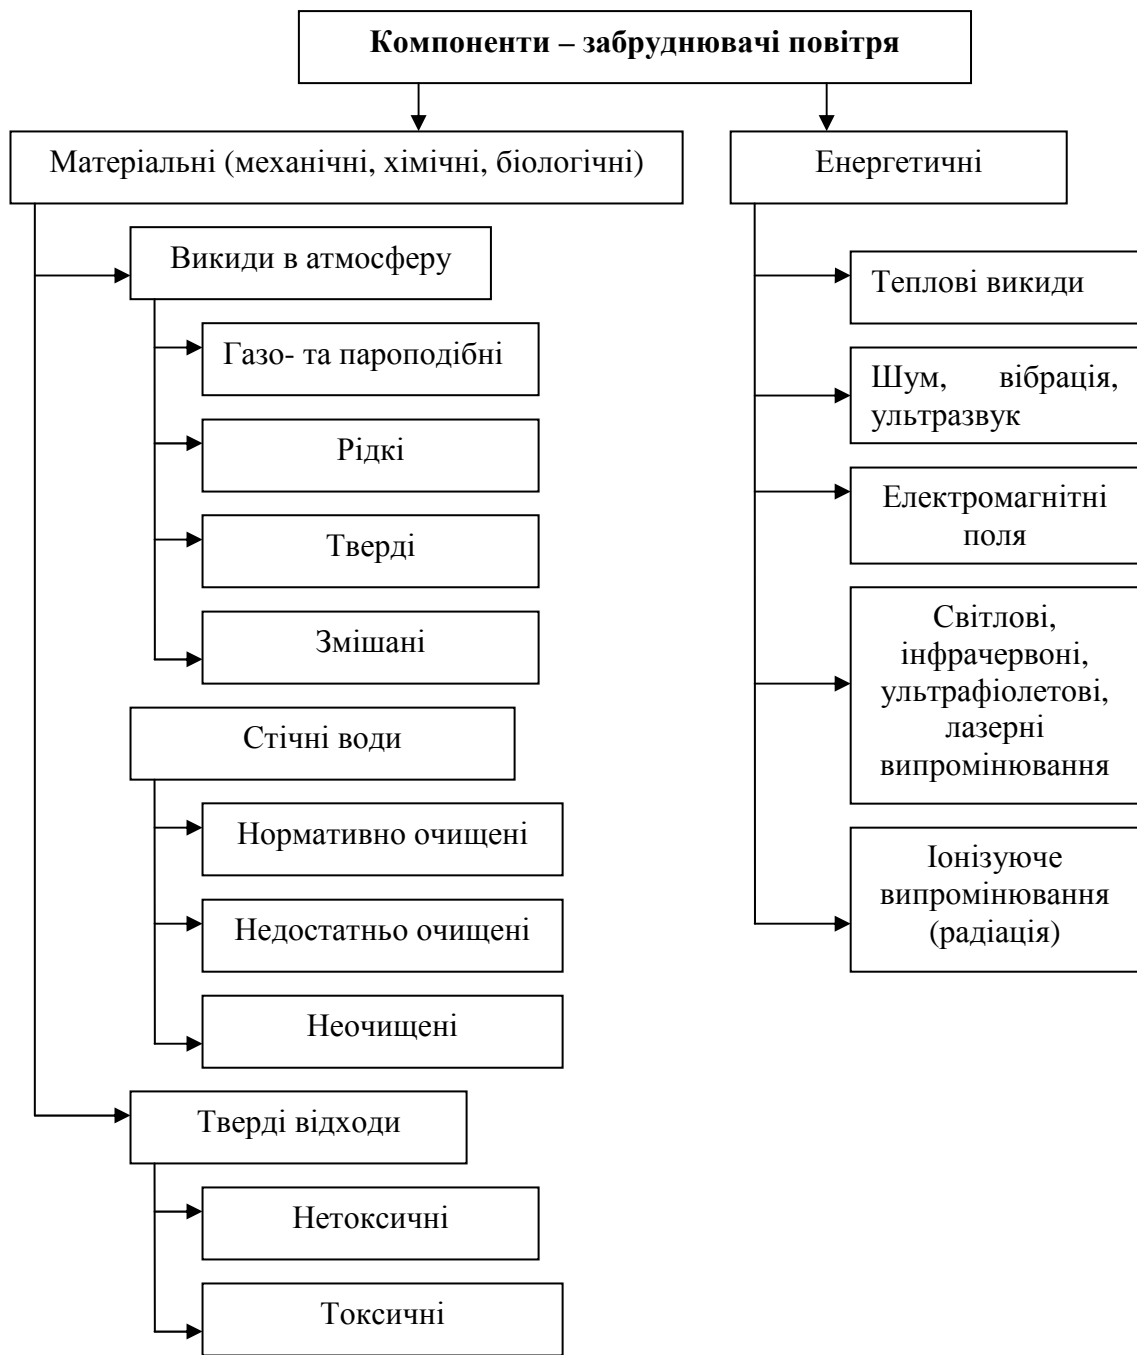 Компоненти – забруднювачі повітря
Матеріальні (механічні, хімічні, біологічні)
Викиди в атмосферу
Газо- та пароподібні
Рідкі
Тверді
Змішані
Стічні води
Нормативно очищені
Недостатньо очищені
Неочищені
Тверді відходи
Нетоксичні
Токсичні
Енергетичні
Теплові викиди
Шум, вібрація,
ультразвук
Електромагнітні
поля
Світлові,
інфрачервоні,
ультрафіолетові,
лазерні
випромінювання
Іонізуюче
випромінювання
(радіація)